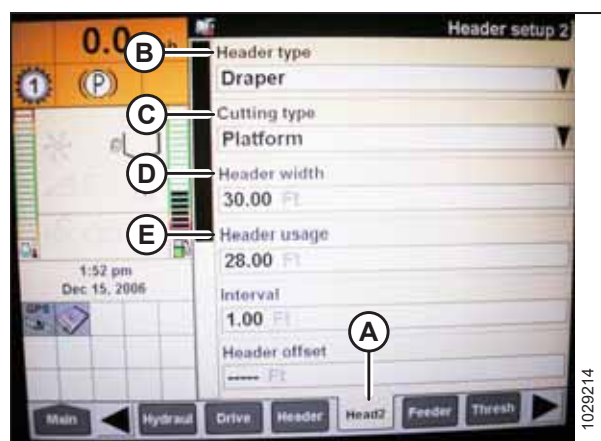 0.0
Header setup 2
B
Header type
1
(P)
Draper
C
Cutting type
Platform
D
Header width
30.00 Ft
E
Header usage
28.00 Ft
1:52 pm
Dec 15, 2006
Interval
1.00 Ft
GPS
A
Header offset
----- Ft
Main
Hydraul
Drive
Header
Head2
Feeder
Thresh
1029214